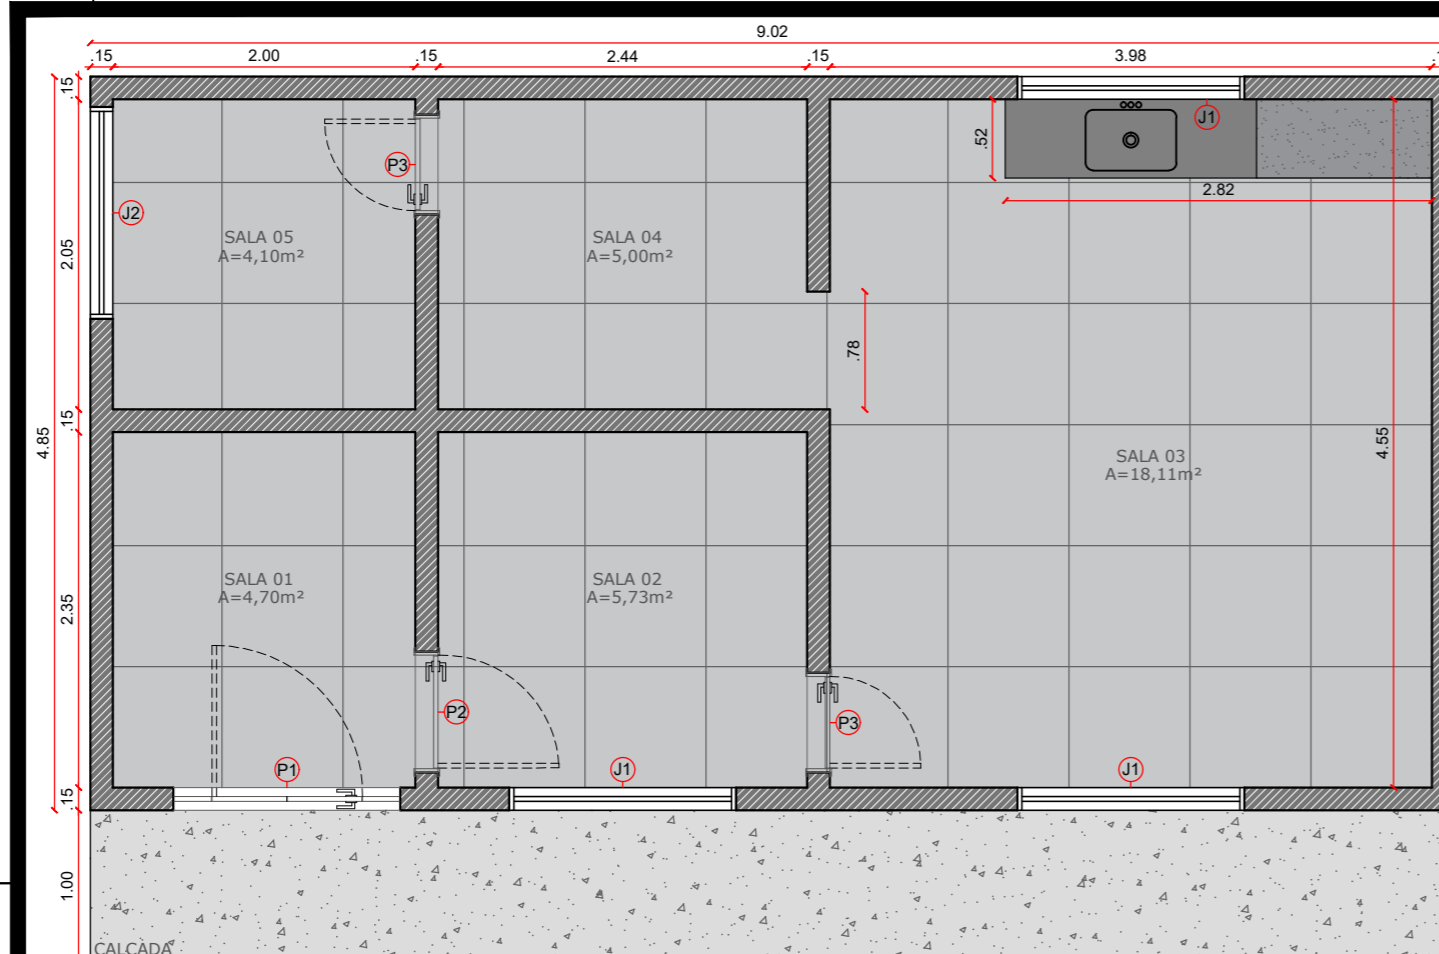 9.02
.15 2.00 .15 2.44 .15 3.98
.15
J1
.52
P3
2.82
J2
SALA 05
A=4,10m²
SALA 04
A=5,00m²
2.05
.78
.15
4.85
4.55
SALA 03
A=18,11m²
SALA 01
A=4,70m²
SALA 02
A=5,73m²
2.35
P2
P3
P1
J1
J1
.15
1.00
CALÇADA